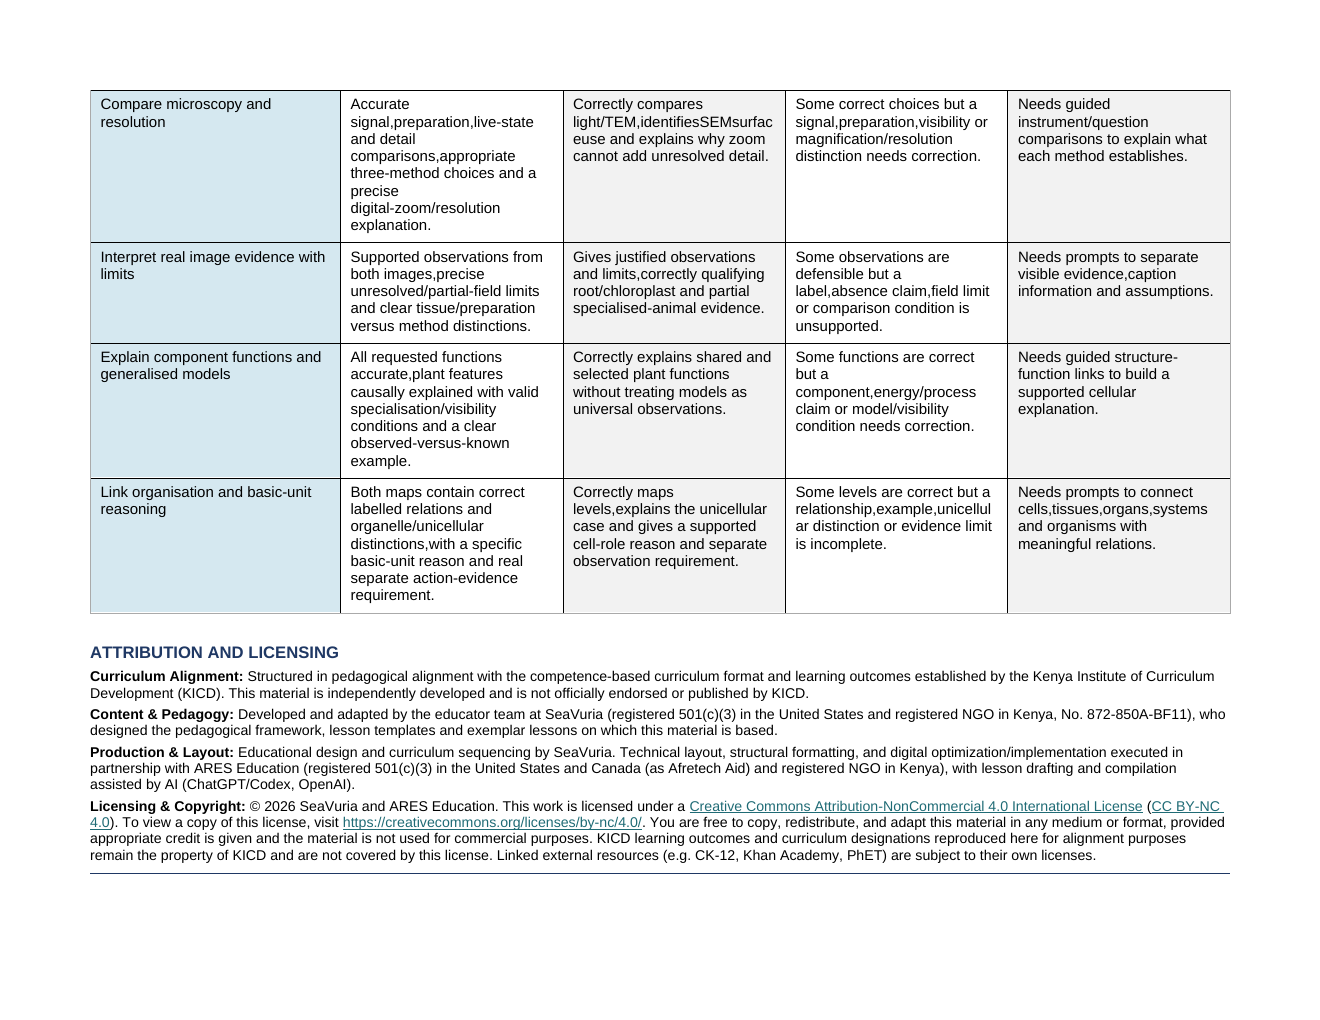 Compare microscopy and
resolution
Accurate
signal,preparation,live-state
and detail
comparisons,appropriate
three-method choices and a
precise
digital-zoom/resolution
explanation.
Correctly compares
light/TEM,identifiesSEMsurfac
euse and explains why zoom
cannot add unresolved detail.
Some correct choices but a
signal,preparation,visibility or
magnification/resolution
distinction needs correction.
Needs guided
instrument/question
comparisons to explain what
each method establishes.
Interpret real image evidence with
limits
Supported observations from
both images,precise
unresolved/partial-field limits
and clear tissue/preparation
versus method distinctions.
Gives justified observations
and limits,correctly qualifying
root/chloroplast and partial
specialised-animal evidence.
Some observations are
defensible but a
label,absence claim,field limit
or comparison condition is
unsupported.
Needs prompts to separate
visible evidence,caption
information and assumptions.
Explain component functions and
generalised models
All requested functions
accurate,plant features
causally explained with valid
specialisation/visibility
conditions and a clear
observed-versus-known
example.
Correctly explains shared and
selected plant functions
without treating models as
universal observations.
Some functions are correct
but a
component,energy/process
claim or model/visibility
condition needs correction.
Needs guided structure-
function links to build a
supported cellular
explanation.
Link organisation and basic-unit
reasoning
Both maps contain correct
labelled relations and
organelle/unicellular
distinctions,with a specific
basic-unit reason and real
separate action-evidence
requirement.
Correctly maps
levels,explains the unicellular
case and gives a supported
cell-role reason and separate
observation requirement.
Some levels are correct but a
relationship,example,unicellul
ar distinction or evidence limit
is incomplete.
Needs prompts to connect
cells,tissues,organs,systems
and organisms with
meaningful relations.
ATTRIBUTION AND LICENSING
Curriculum Alignment: Structured in pedagogical alignment with the competence-based curriculum format and learning outcomes established by the Kenya Institute of Curriculum
Development (KICD). This material is independently developed and is not officially endorsed or published by KICD.
Content & Pedagogy: Developed and adapted by the educator team at SeaVuria (registered 501(c)(3) in the United States and registered NGO in Kenya, No. 872-850A-BF11), who
designed the pedagogical framework, lesson templates and exemplar lessons on which this material is based.
Production & Layout: Educational design and curriculum sequencing by SeaVuria. Technical layout, structural formatting, and digital optimization/implementation executed in
partnership with ARES Education (registered 501(c)(3) in the United States and Canada (as Afretech Aid) and registered NGO in Kenya), with lesson drafting and compilation
assisted by AI (ChatGPT/Codex, OpenAI).
Licensing & Copyright: © 2026 SeaVuria and ARES Education. This work is licensed under a Creative Commons Attribution-NonCommercial 4.0 International License (CC BY-NC
4.0). To view a copy of this license, visit https://creativecommons.org/licenses/by-nc/4.0/. You are free to copy, redistribute, and adapt this material in any medium or format, provided
appropriate credit is given and the material is not used for commercial purposes. KICD learning outcomes and curriculum designations reproduced here for alignment purposes
remain the property of KICD and are not covered by this license. Linked external resources (e.g. CK-12, Khan Academy, PhET) are subject to their own licenses.